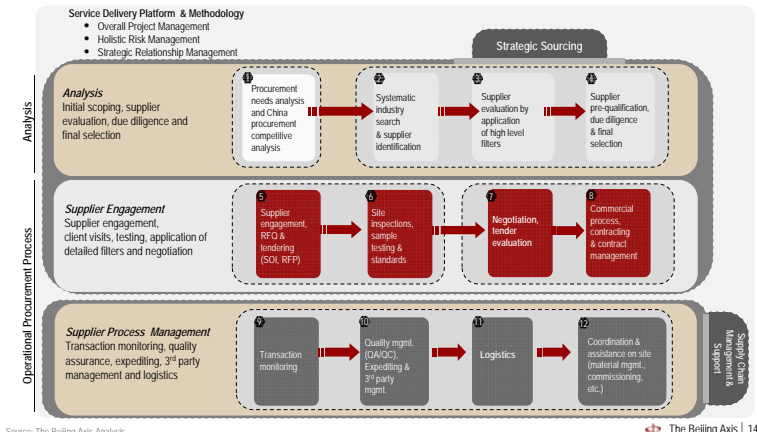 Service Delivery Platform & Methodology
• Overall Project Management
• Holistic Risk Management
• Strategic Relationship Management
Strategic Sourcing
Analysis
Analysis
Initial scoping, supplier
evaluation, due diligence and
final selection
1
Procurement
needs analysis
and China
procurement
competitive
analysis
2
Systematic
industry
search
& supplier
identification
3
Supplier
evaluation by
application
of high level
filters
4
Supplier
pre-qualification,
due diligence
& final
selection
Operational Procurement Process
Supplier Engagement
Supplier engagement,
client visits, testing, application of
detailed filters and negotiation
5
Supplier
engagement,
RFQ &
tendering
(SOI, RFP)
6
Site
inspections,
sample
testing &
standards
7
Negotiation,
tender
evaluation
8
Commercial
process,
contracting
& contract
management
Supplier Process Management
Transaction monitoring, quality
assurance, expediting, 3rd party
management and logistics
9
Transaction
monitoring
10
Quality mgmt.
(QA/QC),
Expediting &
3rd party
mgmt.
11
Logistics
12
Coordination &
assistance on site
(material mgmt.,
commissioning,
etc.)
Supply Chain
Management &
Support
Source: The Beijing Axis Analysis
The Beijing Axis | 14